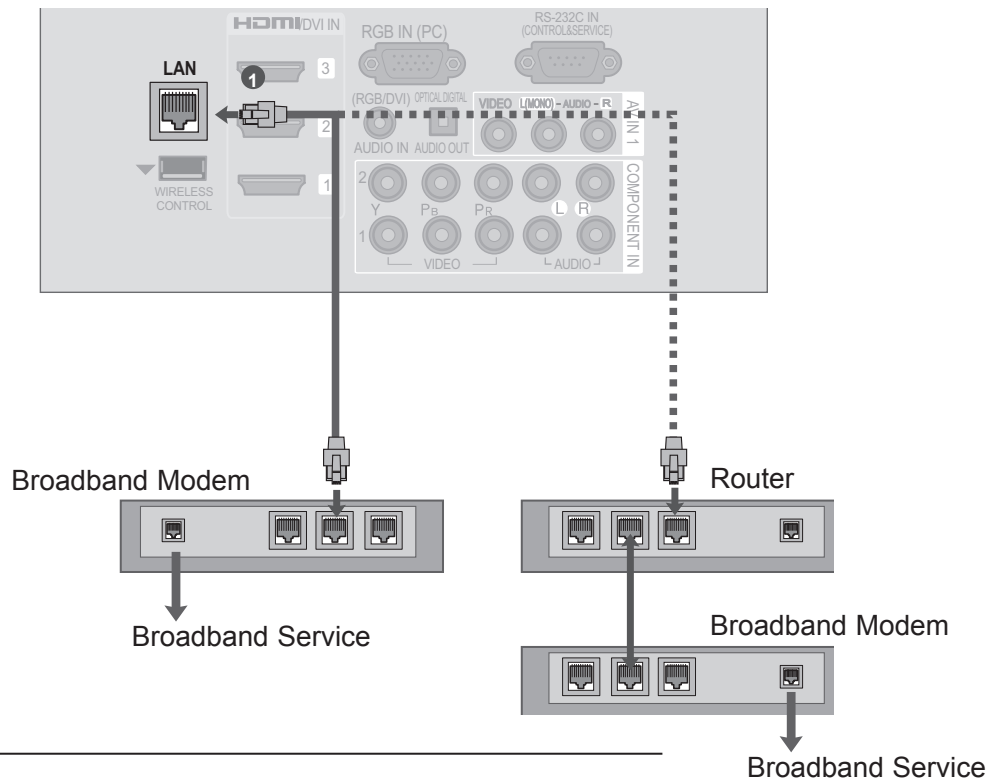 HDMI/DVI IN
RGB IN (PC)
RS-232C IN
(CONTROL&SERVICE)
LAN
1
3
(RGB/DVI)
OPTICAL DIGITAL
VIDEO L(MONO) - AUDIO - R
AV IN 1
2
AUDIO IN
AUDIO OUT
WIRELESS
CONTROL
1
2
Y
PB
PR
L
R
1
VIDEO
AUDIO
COMPONENT IN
Broadband Modem
Router
Broadband Service
Broadband Modem
Broadband Service